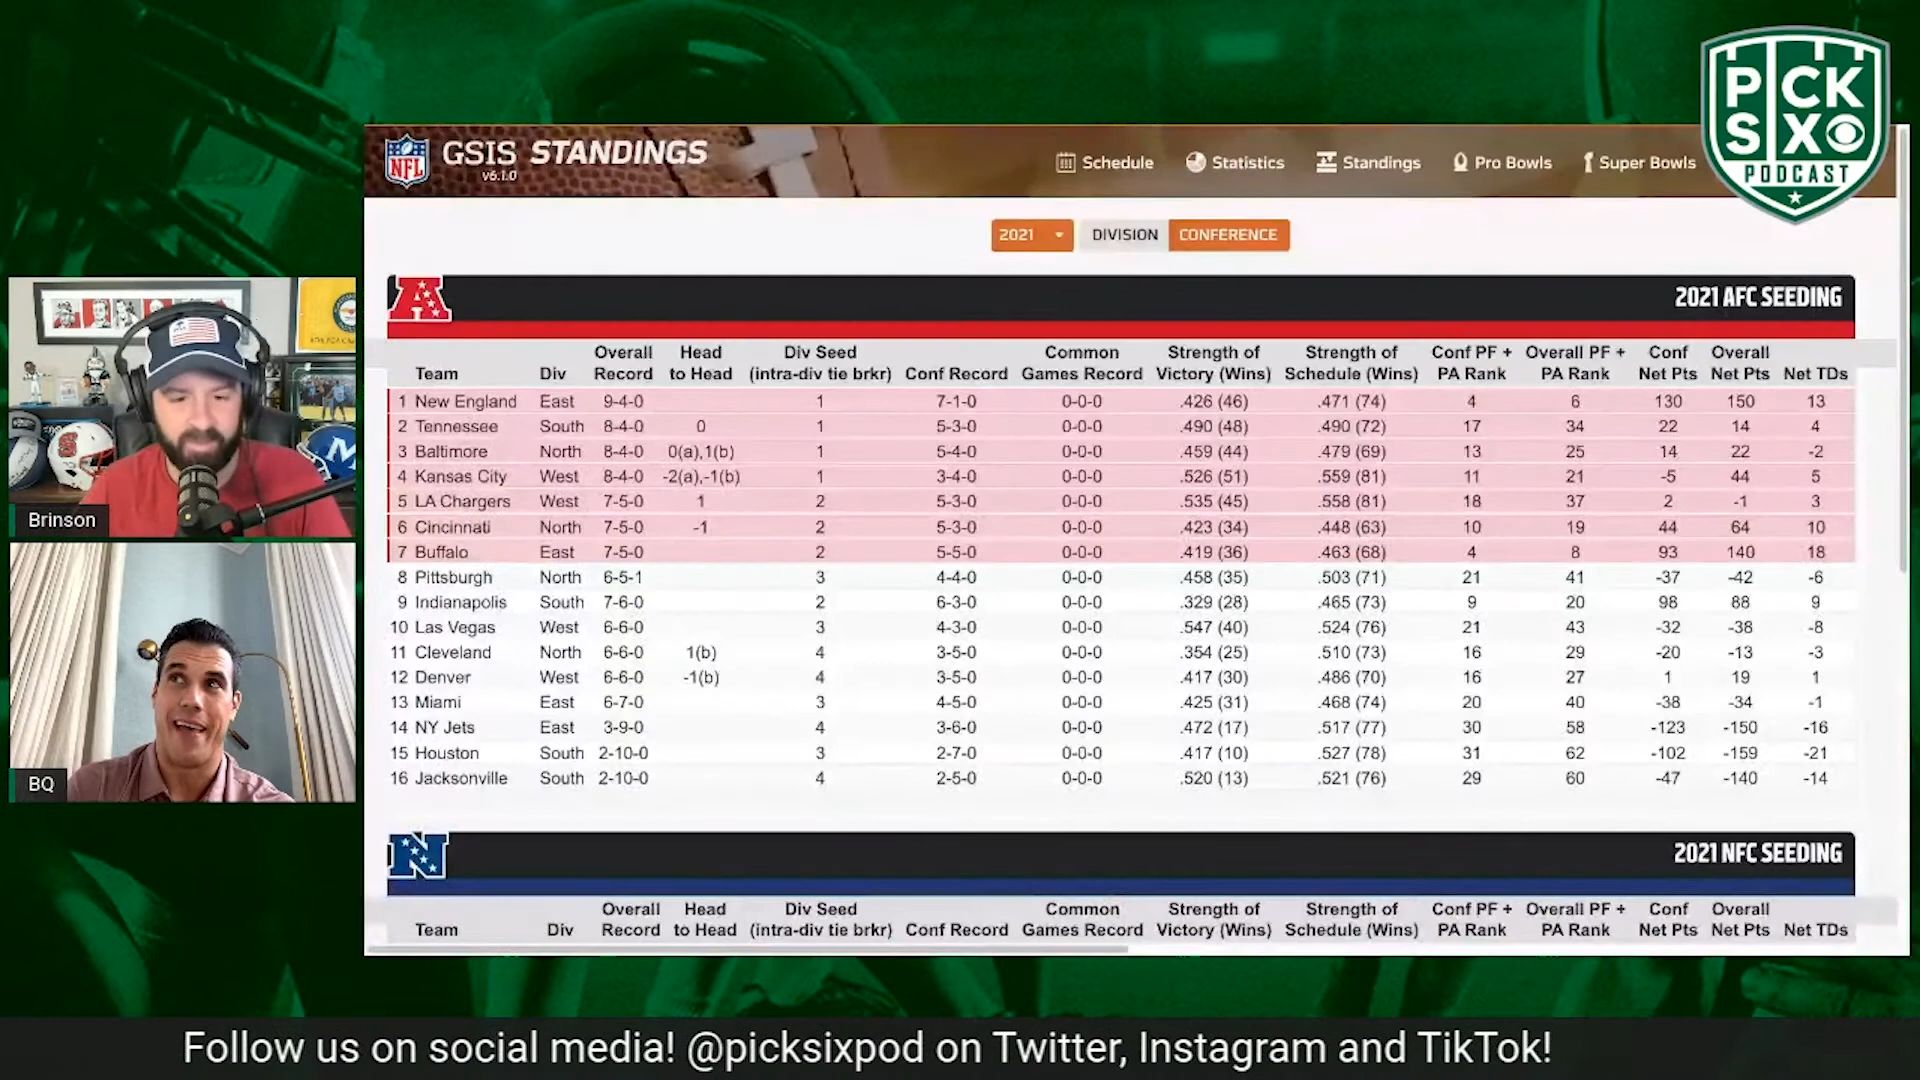 PICK
SIX
PODCAST
NFL
GSIS STANDINGS
v6.1.0
Schedule
Statistics
Standings
Pro Bowls
Super Bowls
2021
DIVISION
CONFERENCE
A
2021 AFC SEEDING
Team Div Overall Record Head to Head Div Seed (intra-div tie brkr) Conf Record Common Games Record Strength of Victory (Wins) Strength of Schedule (Wins) Conf PF + PA Rank Overall PF + PA Rank Conf Net Pts Overall Net Pts Net TDs
1 New England East 9-4-0 1 7-1-0 0-0-0 .426 (46) .471 (74) 4 6 130 150 13
2 Tennessee South 8-4-0 0 1 5-3-0 0-0-0 .490 (48) .490 (72) 17 34 22 14 4
3 Baltimore North 8-4-0 0(a),1(b) 1 5-4-0 0-0-0 .459 (44) .479 (69) 13 25 14 22 -2
4 Kansas City West 8-4-0 -2(a),-1(b) 1 3-4-0 0-0-0 .526 (51) .559 (81) 11 21 -5 44 5
5 LA Chargers West 7-5-0 1 2 5-3-0 0-0-0 .535 (45) .558 (81) 18 37 2 -1 3
6 Cincinnati North 7-5-0 -1 2 5-3-0 0-0-0 .423 (34) .448 (63) 10 19 44 64 10
7 Buffalo East 7-5-0 2 5-5-0 0-0-0 .419 (36) .463 (68) 4 8 93 140 18
8 Pittsburgh North 6-5-1 3 4-4-0 0-0-0 .458 (35) .503 (71) 21 41 -37 -42 -6
9 Indianapolis South 7-6-0 2 6-3-0 0-0-0 .329 (28) .465 (73) 9 20 98 88 9
10 Las Vegas West 6-6-0 3 4-3-0 0-0-0 .547 (40) .524 (76) 21 43 -32 -38 -8
11 Cleveland North 6-6-0 1(b) 4 3-5-0 0-0-0 .354 (25) .510 (73) 16 29 -20 -13 -3
12 Denver West 6-6-0 -1(b) 4 3-5-0 0-0-0 .417 (30) .486 (70) 16 27 1 19 1
13 Miami East 6-7-0 3 4-5-0 0-0-0 .425 (31) .468 (74) 20 40 -38 -34 -1
14 NY Jets East 3-9-0 4 3-6-0 0-0-0 .472 (17) .517 (77) 30 58 -123 -150 -16
15 Houston South 2-10-0 3 2-7-0 0-0-0 .417 (10) .527 (78) 31 62 -102 -159 -21
16 Jacksonville South 2-10-0 4 2-5-0 0-0-0 .520 (13) .521 (76) 29 60 -47 -140 -14
N
2021 NFC SEEDING
Team Div Overall Record Head to Head Div Seed (intra-div tie brkr) Conf Record Common Games Record Strength of Victory (Wins) Strength of Schedule (Wins) Conf PF + PA Rank Overall PF + PA Rank Conf Net Pts Overall Net Pts Net TDs
Brinson
BQ
Follow us on social media! @picksixpod on Twitter, Instagram and TikTok!